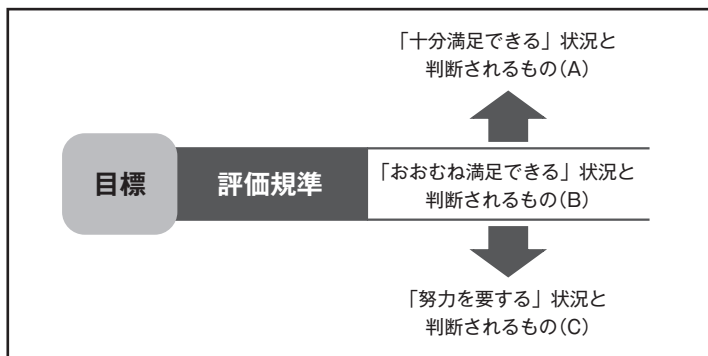 「十分満足できる」状況と
判断されるもの(A)
目標
評価規準
「おおむね満足できる」状況と
判断されるもの(B)
「努力を要する」状況と
判断されるもの(C)